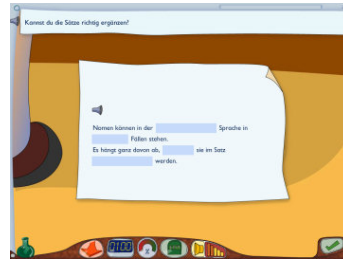 Kannst du die Sätze richtig ergänzen?
Namen können in der Sprache in
Fällen stehen.
Es hängt ganz davon ab, sie im Satz
werden.
0100